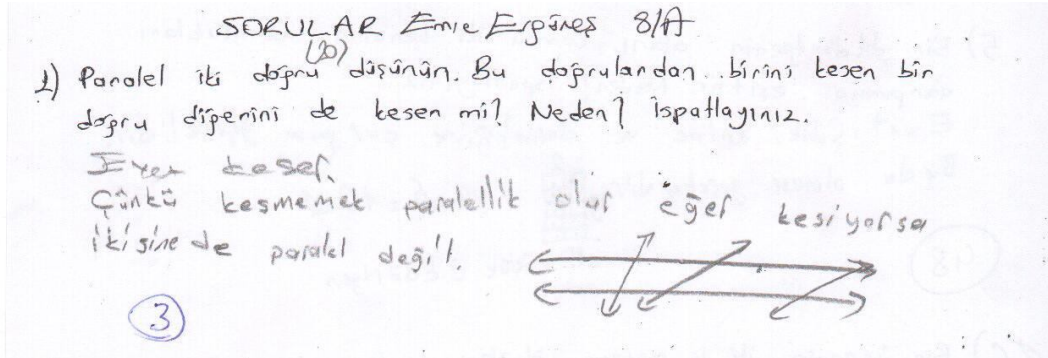 SORULAR Emre Ergüneş 8/A
(20)
1) Paralel iki doğru düşünün. Bu doğrulardan birini kesen bir
doğru diğerini de keser mi? Neden? İspatlayınız.
Evet keser.
Çünkü kesmemek paralellik olur eğer kesiyorsa
ikisine de paralel değil.
3